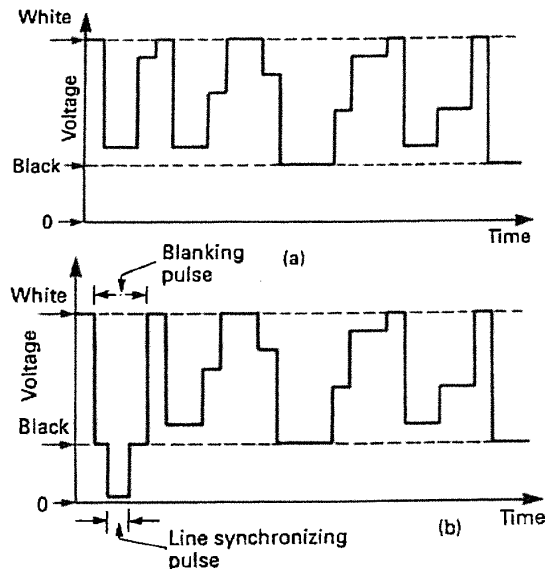 White
Voltage
Black
0
Time
(a)
Blanking
pulse
White
Voltage
Black
0
Time
(b)
Line synchronizing
pulse